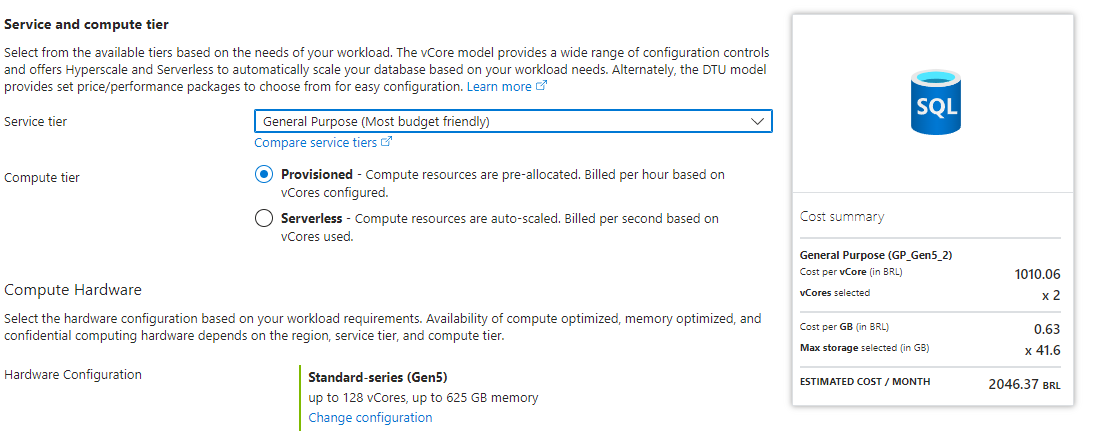 Service and compute tier
Select from the available tiers based on the needs of your workload. The vCore model provides a wide range of configuration controls
and offers Hyperscale and Serverless to automatically scale your database based on your workload needs. Alternately, the DTU model
provides set price/performance packages to choose from for easy configuration. Learn more
Service tier
General Purpose (Most budget friendly)
Compare service tiers
Compute tier
Provisioned - Compute resources are pre-allocated. Billed per hour based on
vCores configured.
Serverless - Compute resources are auto-scaled. Billed per second based on
vCores used.
Compute Hardware
Select the hardware configuration based on your workload requirements. Availability of compute optimized, memory optimized, and
confidential computing hardware depends on the region, service tier, and compute tier.
Hardware Configuration
Standard-series (Gen5)
up to 128 vCores, up to 625 GB memory
Change configuration
SQL
Cost summary
General Purpose (GP_Gen5_2)
Cost per vCore (in BRL) 1010.06
vCores selected x 2
Cost per GB (in BRL) 0.63
Max storage selected (in GB) x 41.6
ESTIMATED COST / MONTH 2046.37 BRL